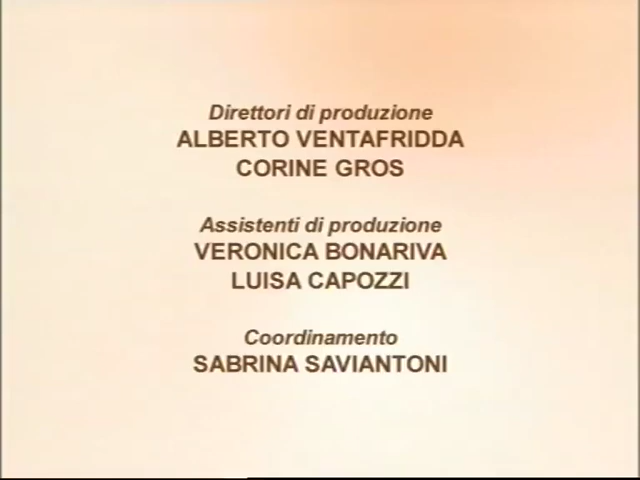 Direttori di produzione
ALBERTO VENTAFRIDDA
CORINE GROS
Assistenti di produzione
VERONICA BONARIVA
LUISA CAPOZZI
Coordinamento
SABRINA SAVIANTONI